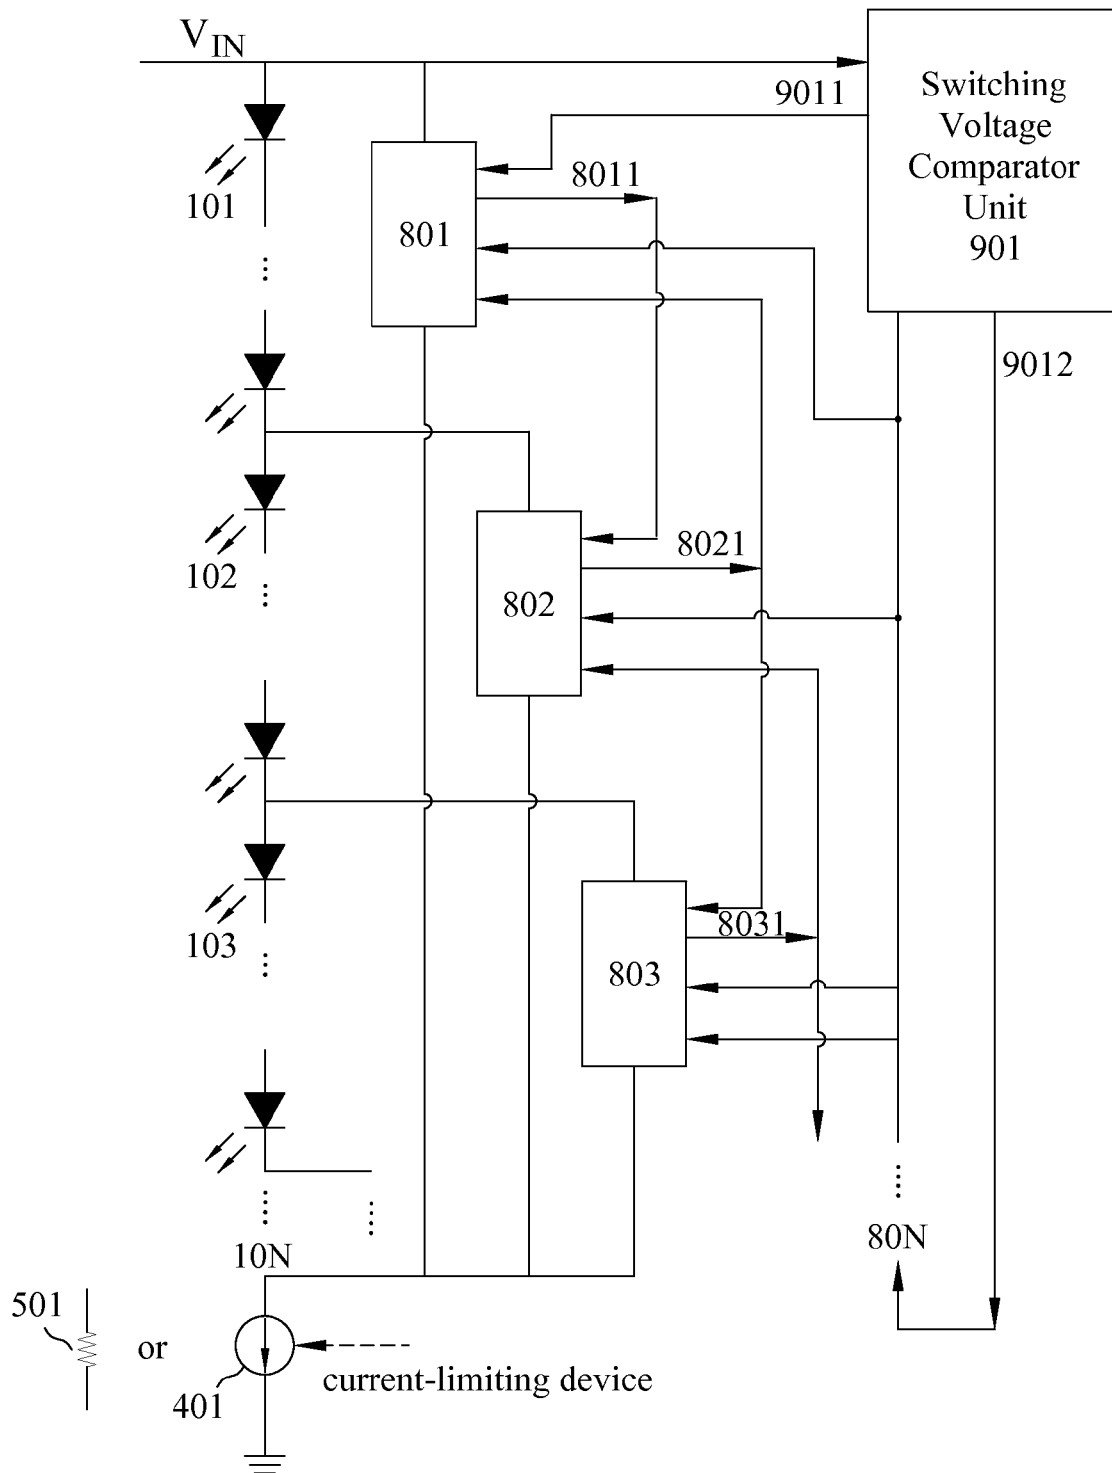 V_IN
9011
Switching
Voltage
Comparator
Unit
901
8011
101
801
9012
8021
102
802
8031
103
803
10N
80N
501
or
401
current-limiting device